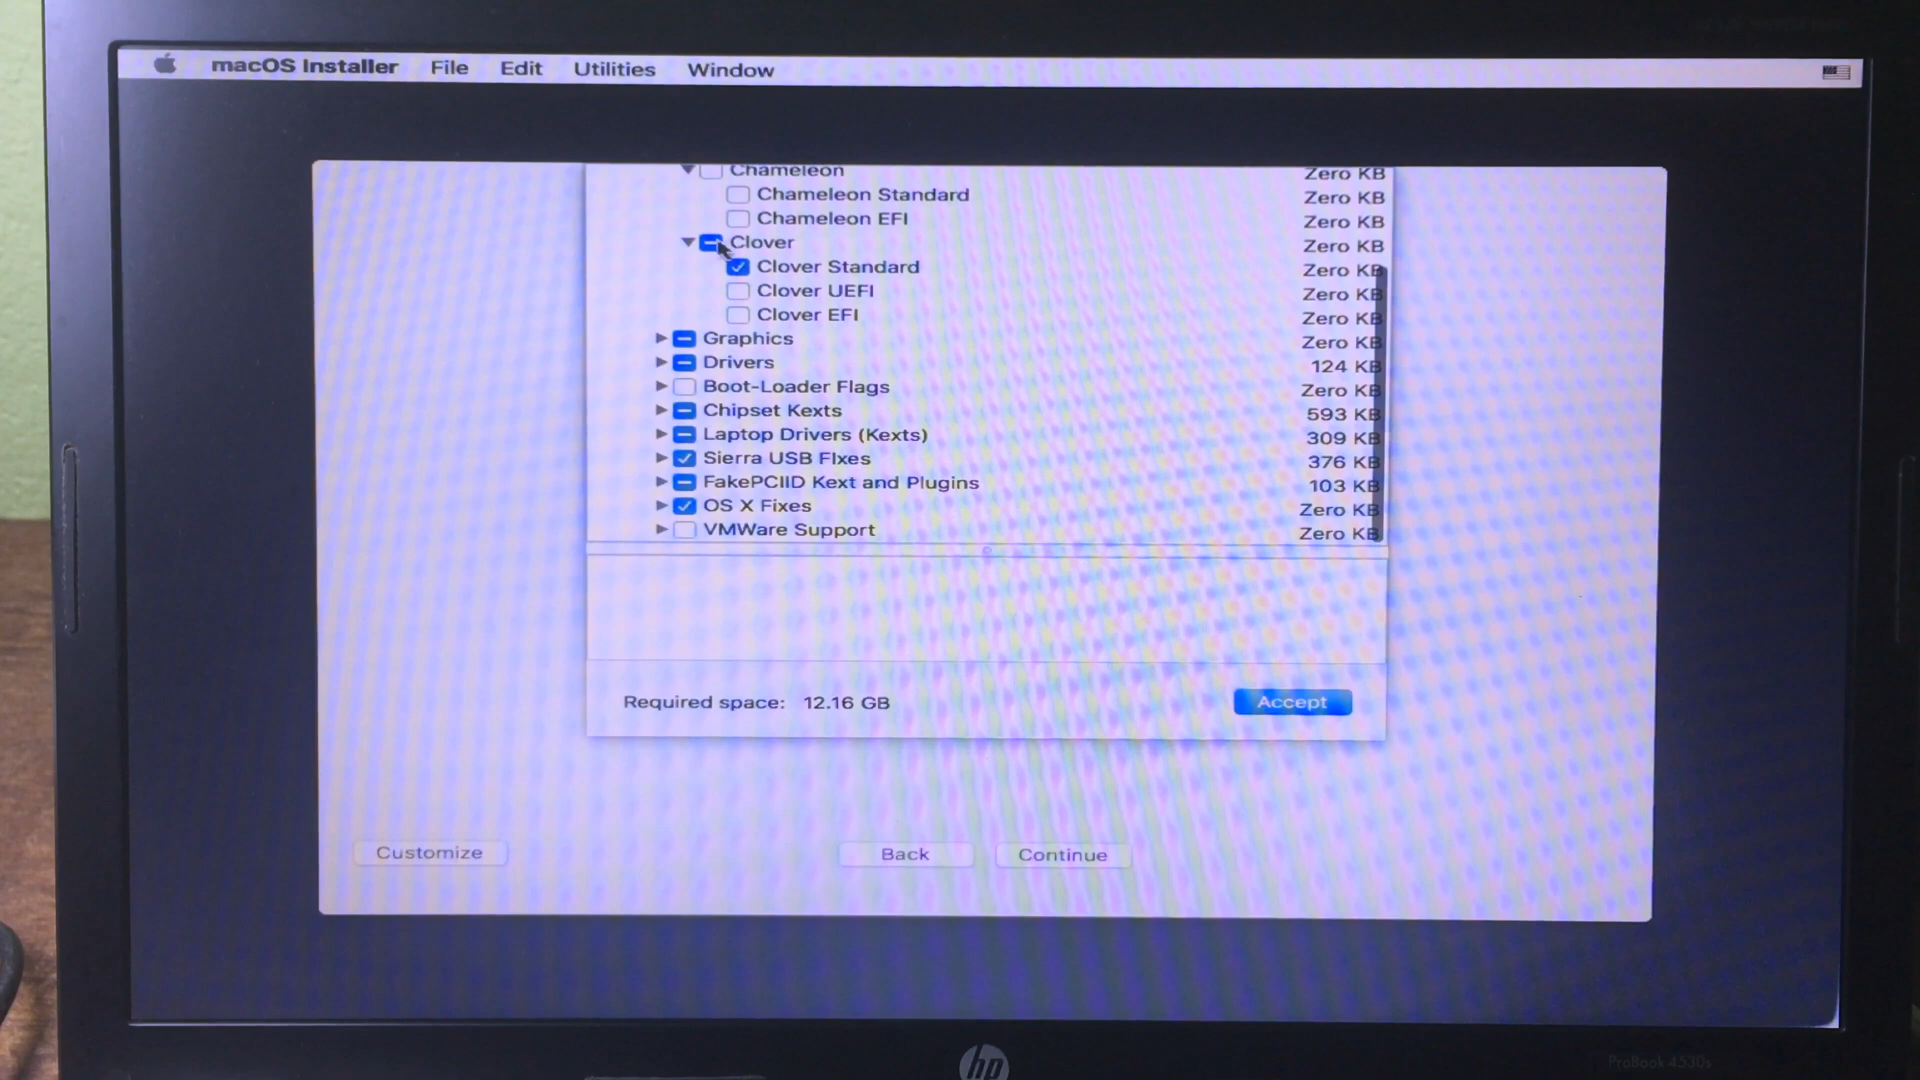 macOS Installer File Edit Utilities Window
Chameleon Zero KB
Chameleon Standard Zero KB
Chameleon EFI Zero KB
Clover Zero KB
Clover Standard Zero KB
Clover UEFI Zero KB
Clover EFI Zero KB
Graphics Zero KB
Drivers 124 KB
Boot-Loader Flags Zero KB
Chipset Kexts 593 KB
Laptop Drivers (Kexts) 309 KB
Sierra USB FIxes 376 KB
FakePCIID Kext and Plugins 103 KB
OS X Fixes Zero KB
VMWare Support Zero KB
Required space: 12.16 GB Accept
Customize Back Continue
hp
ProBook 4530s